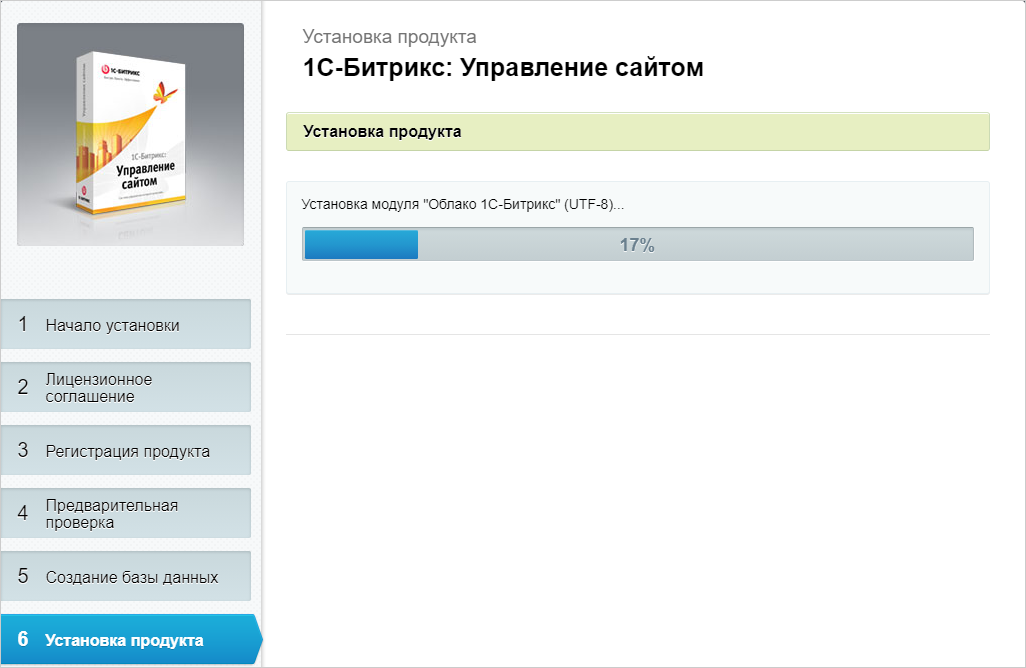 1С-БИТРИКС
1С-Битрикс:
Управление
сайтом
1
Начало установки
2
Лицензионное
соглашение
3
Регистрация продукта
4
Предварительная
проверка
5
Создание базы данных
6
Установка продукта
Установка продукта
1С-Битрикс: Управление сайтом
Установка продукта
Установка модуля "Облако 1С-Битрикс" (UTF-8)...
17%